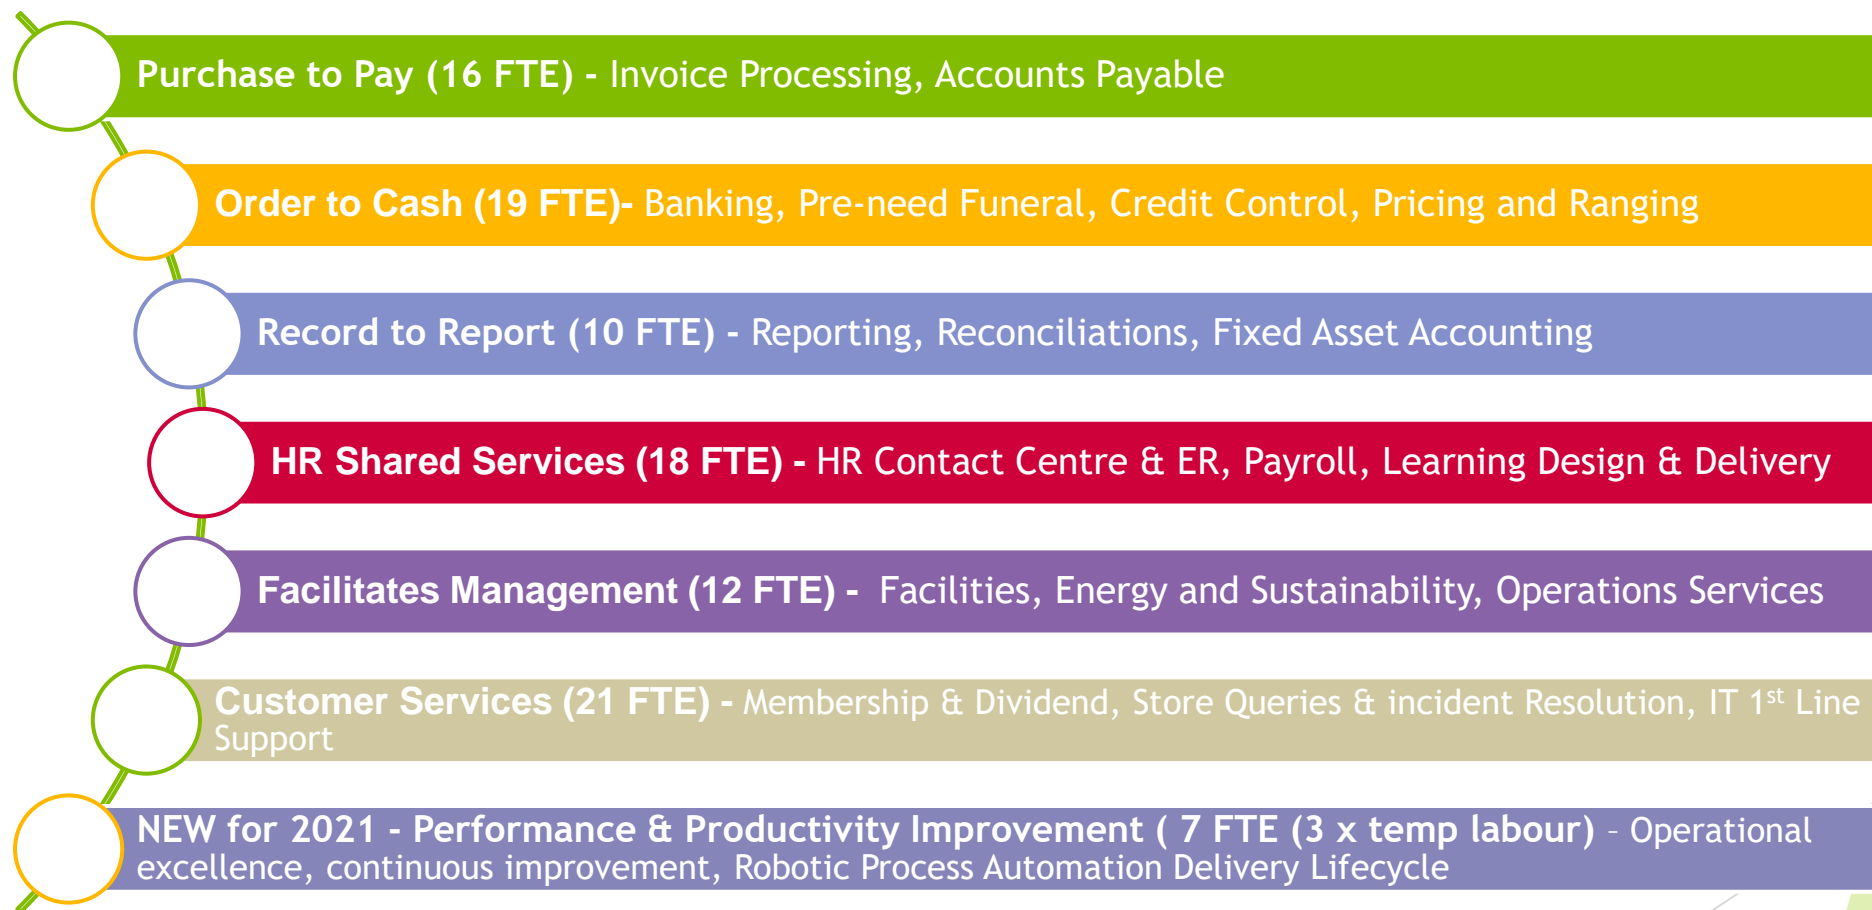 Purchase to Pay (16 FTE) - Invoice Processing, Accounts Payable
Order to Cash (19 FTE)- Banking, Pre-need Funeral, Credit Control, Pricing and Ranging
Record to Report (10 FTE) - Reporting, Reconciliations, Fixed Asset Accounting
HR Shared Services (18 FTE) - HR Contact Centre & ER, Payroll, Learning Design & Delivery
Facilitates Management (12 FTE) - Facilities, Energy and Sustainability, Operations Services
Customer Services (21 FTE) - Membership & Dividend, Store Queries & incident Resolution, IT 1st Line
Support
NEW for 2021 - Performance & Productivity Improvement ( 7 FTE (3 x temp labour) – Operational
excellence, continuous improvement, Robotic Process Automation Delivery Lifecycle